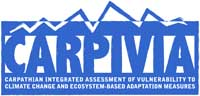 CARPIVIA
CARPATHIAN INTEGRATED ASSESSMENT OF VULNERABILITY TO
CLIMATE CHANGE AND ECOSYSTEM-BASED ADAPTATION MEASURES